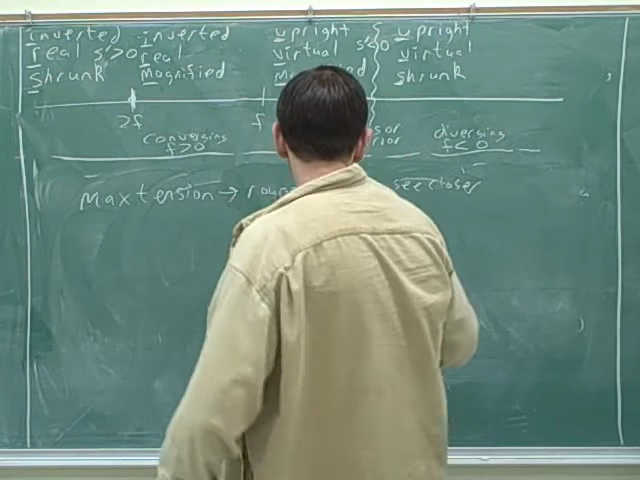 inverted inverted upright upright
real s'>0 real virtual s'<0 virtual
shrunk magnified shrunk
2f f
converging diverging
f>0 f<0
Max tension → see closer